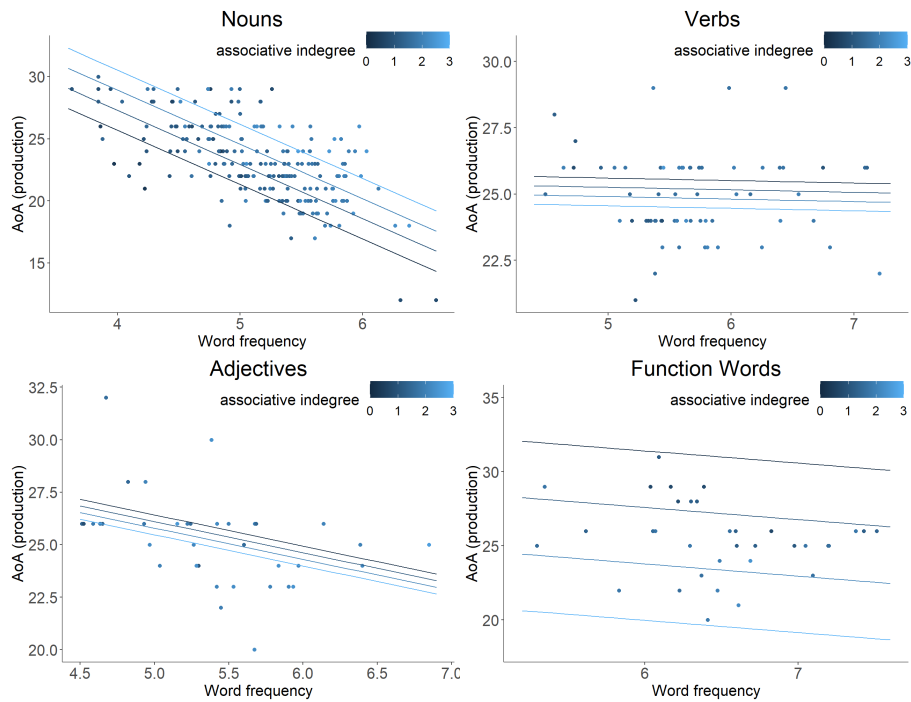 Nouns
associative indegree
0 1 2 3
AoA (production)
30
25
20
15
4 5 6
Word frequency
Verbs
associative indegree
0 1 2 3
AoA (production)
30.0
27.5
25.0
22.5
5 6 7
Word frequency
Adjectives
associative indegree
0 1 2 3
AoA (production)
32.5
30.0
27.5
25.0
22.5
20.0
4.5 5.0 5.5 6.0 6.5 7.0
Word frequency
Function Words
associative indegree
0 1 2 3
AoA (production)
35
30
25
20
6 7
Word frequency